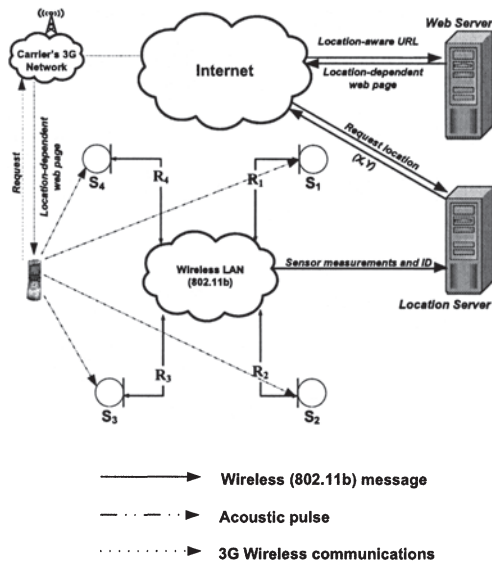 Web Server
Carrier's 3G
Network
Internet
Location-aware URL
Location-dependent
web page
Request
Location-dependent
web page
Request location
(X,Y)
S4
R4
R1
S1
Wireless LAN
(802.11b)
Sensor measurements and ID
Location Server
R3
R2
S3
S2
Wireless (802.11b) message
Acoustic pulse
3G Wireless communications